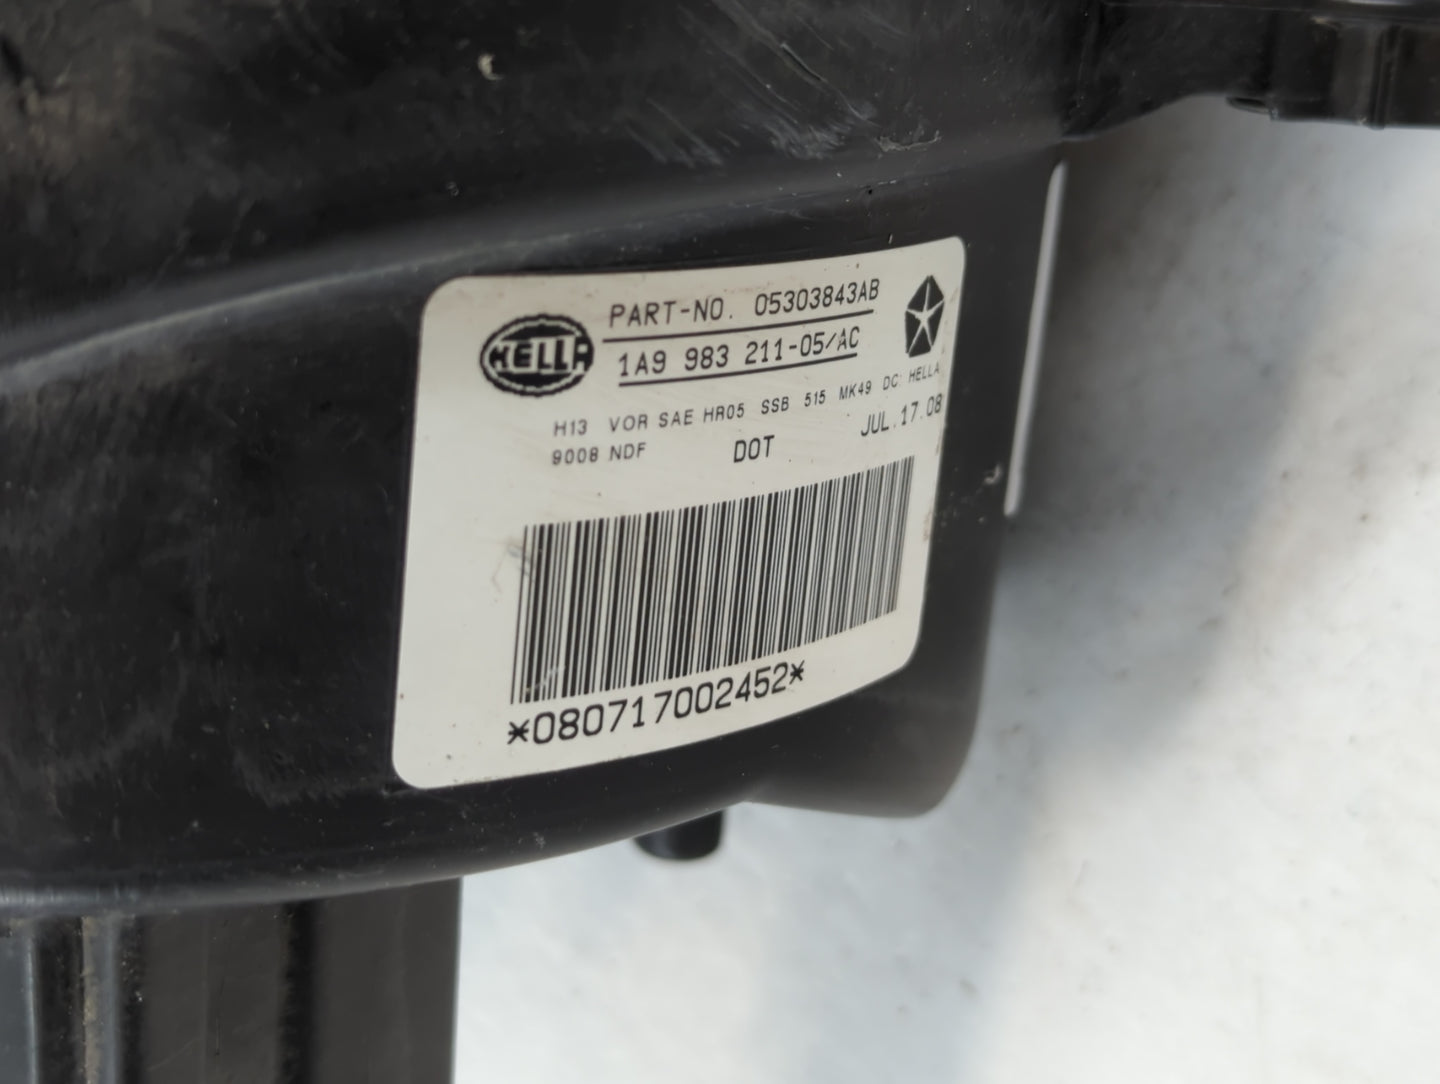 HELLA
PART-NO. 05303843AB
1A9 983 211-05/AC
H13 VOR SAE HR05 SSB 515 MK49 DC: HELLA
9008 NDF DOT JUL.17.08
*080717002452*